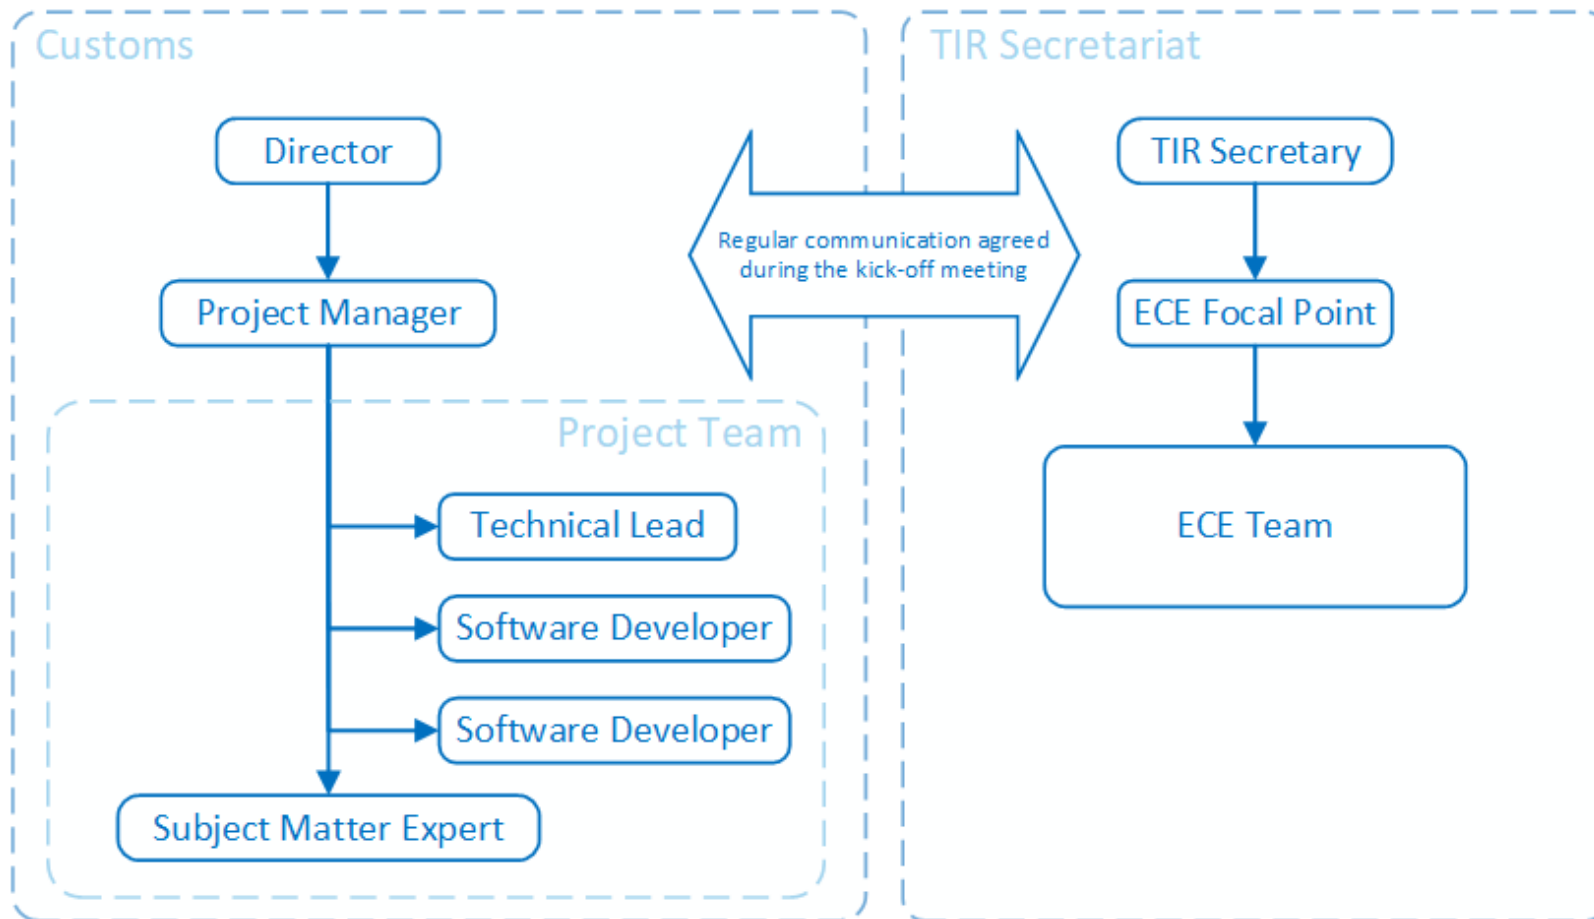 Customs
Director
Project Manager
Project Team
Technical Lead
Software Developer
Software Developer
Subject Matter Expert
Regular communication agreed
during the kick-off meeting
TIR Secretariat
TIR Secretary
ECE Focal Point
ECE Team